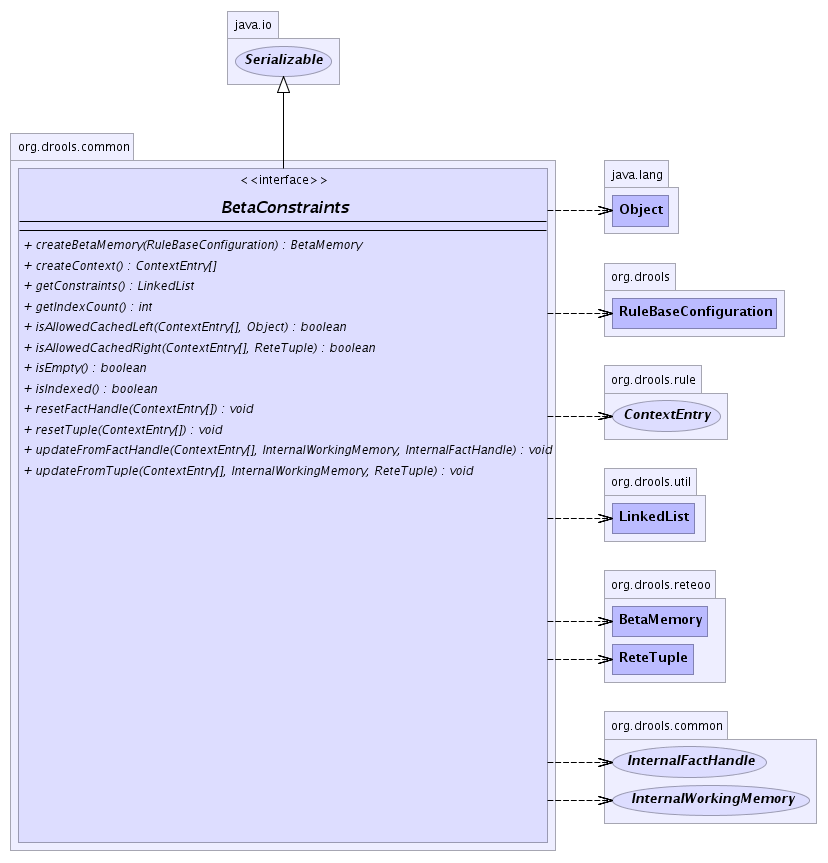 java.io
Serializable
org.drools.common
<<interface>>
BetaConstraints
+ createBetaMemory(RuleBaseConfiguration) : BetaMemory
+ createContext() : ContextEntry[]
+ getConstraints() : LinkedList
+ getIndexCount() : int
+ isAllowedCachedLeft(ContextEntry[], Object) : boolean
+ isAllowedCachedRight(ContextEntry[], ReteTuple) : boolean
+ isEmpty() : boolean
+ isIndexed() : boolean
+ resetFactHandle(ContextEntry[]) : void
+ resetTuple(ContextEntry[]) : void
+ updateFromFactHandle(ContextEntry[], InternalWorkingMemory, InternalFactHandle) : void
+ updateFromTuple(ContextEntry[], InternalWorkingMemory, ReteTuple) : void
java.lang
Object
org.drools
RuleBaseConfiguration
org.drools.rule
ContextEntry
org.drools.util
LinkedList
org.drools.reteoo
BetaMemory
ReteTuple
org.drools.common
InternalFactHandle
InternalWorkingMemory